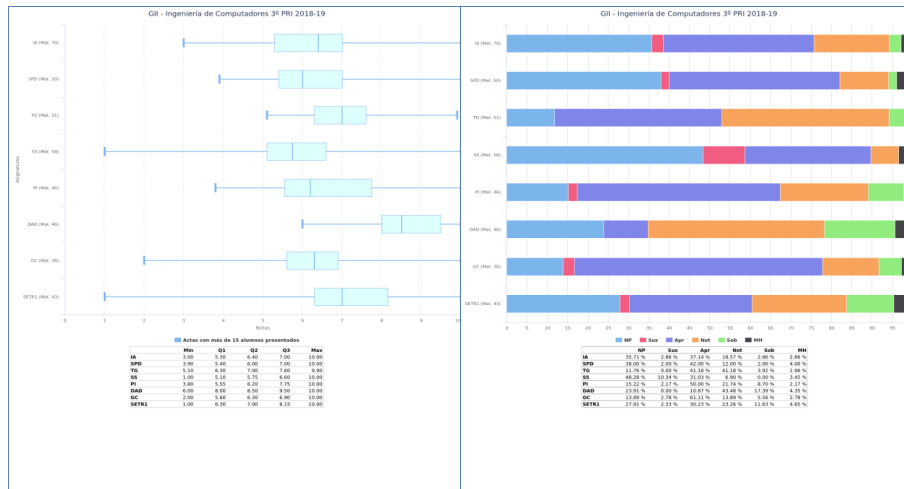 GII - Ingeniería de Computadores 3º PRI 2018-19
Asignaturas
IA (Mat. 70)
SPD (Mat. 50)
TG (Mat. 51)
SS (Mat. 58)
PI (Mat. 46)
DAD (Mat. 46)
GC (Mat. 36)
SETR1 (Mat. 43)
0 1 2 3 4 5 6 7 8 9 10
Notas
Actas con más de 15 alumnos presentados
Min Q1 Q2 Q3 Max
IA 3.00 5.30 6.40 7.00 10.00
SPD 3.90 5.40 6.00 7.00 10.00
TG 5.10 6.30 7.00 7.60 9.90
SS 1.00 5.10 5.75 6.60 10.00
PI 3.80 5.55 6.20 7.75 10.00
DAD 6.00 8.00 8.50 9.50 10.00
GC 2.00 5.60 6.30 6.90 10.00
SETR1 1.00 6.30 7.00 8.15 10.00
GII - Ingeniería de Computadores 3º PRI 2018-19
IA (Mat. 70)
SPD (Mat. 50)
TG (Mat. 51)
SS (Mat. 58)
PI (Mat. 46)
DAD (Mat. 46)
GC (Mat. 36)
SETR1 (Mat. 43)
0 5 10 15 20 25 30 35 40 45 50 55 60 65 70 75 80 85 90 95
NP Sus Apr Not Sob MH
NP Sus Apr Not Sob MH
IA 35.71 % 2.86 % 37.14 % 18.57 % 2.86 % 2.86 %
SPD 38.00 % 2.00 % 42.00 % 12.00 % 2.00 % 4.00 %
TG 11.76 % 0.00 % 41.18 % 41.18 % 3.92 % 1.96 %
SS 48.28 % 10.34 % 31.03 % 6.90 % 0.00 % 3.45 %
PI 15.22 % 2.17 % 50.00 % 21.74 % 8.70 % 2.17 %
DAD 23.91 % 0.00 % 10.87 % 43.48 % 17.39 % 4.35 %
GC 13.89 % 2.78 % 61.11 % 13.89 % 5.56 % 2.78 %
SETR1 27.91 % 2.33 % 30.23 % 23.26 % 11.63 % 4.65 %